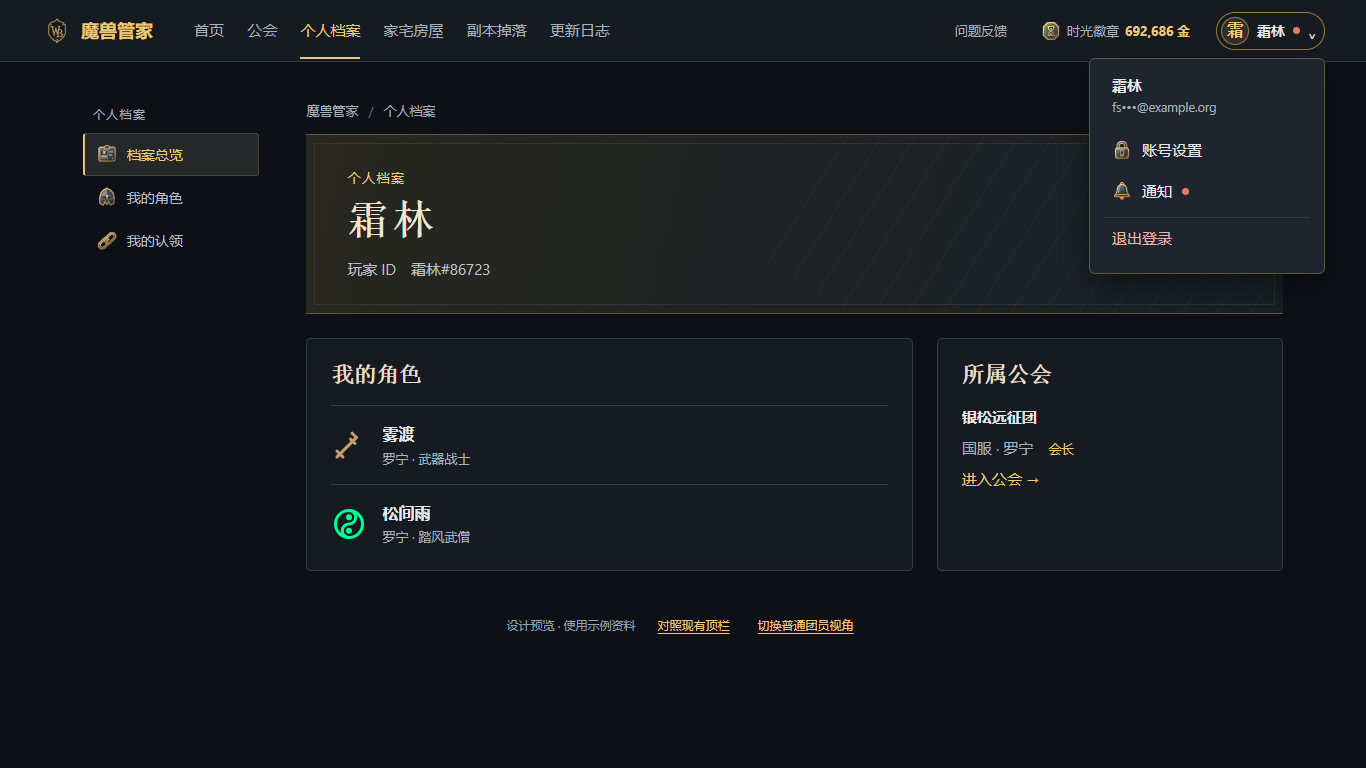 魔兽管家
首页 公会 个人档案 家宅房屋 副本掉落 更新日志
问题反馈 时光徽章 692,686 金 霜 霜林
霜林
fs•••@example.org
账号设置
通知
退出登录
个人档案
档案总览
我的角色
我的认领
魔兽管家 / 个人档案
个人档案
霜林
玩家 ID 霜林#86723
我的角色
雾渡
罗宁 · 武器战士
松间雨
罗宁 · 踏风武僧
所属公会
银松远征团
国服 · 罗宁 会长
进入公会 →
设计预览 · 使用示例资料 对照现有顶栏 切换普通团员视角